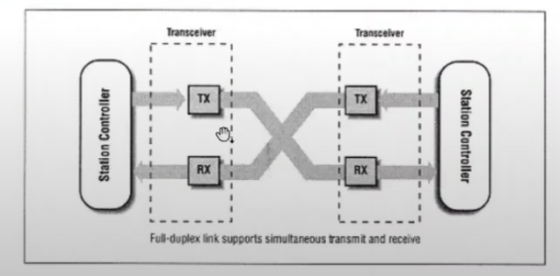 Transceiver
Transceiver
Station Controller
TX
TX
Station Controller
RX
RX
Full-duplex link supports simultaneous transmit and receive